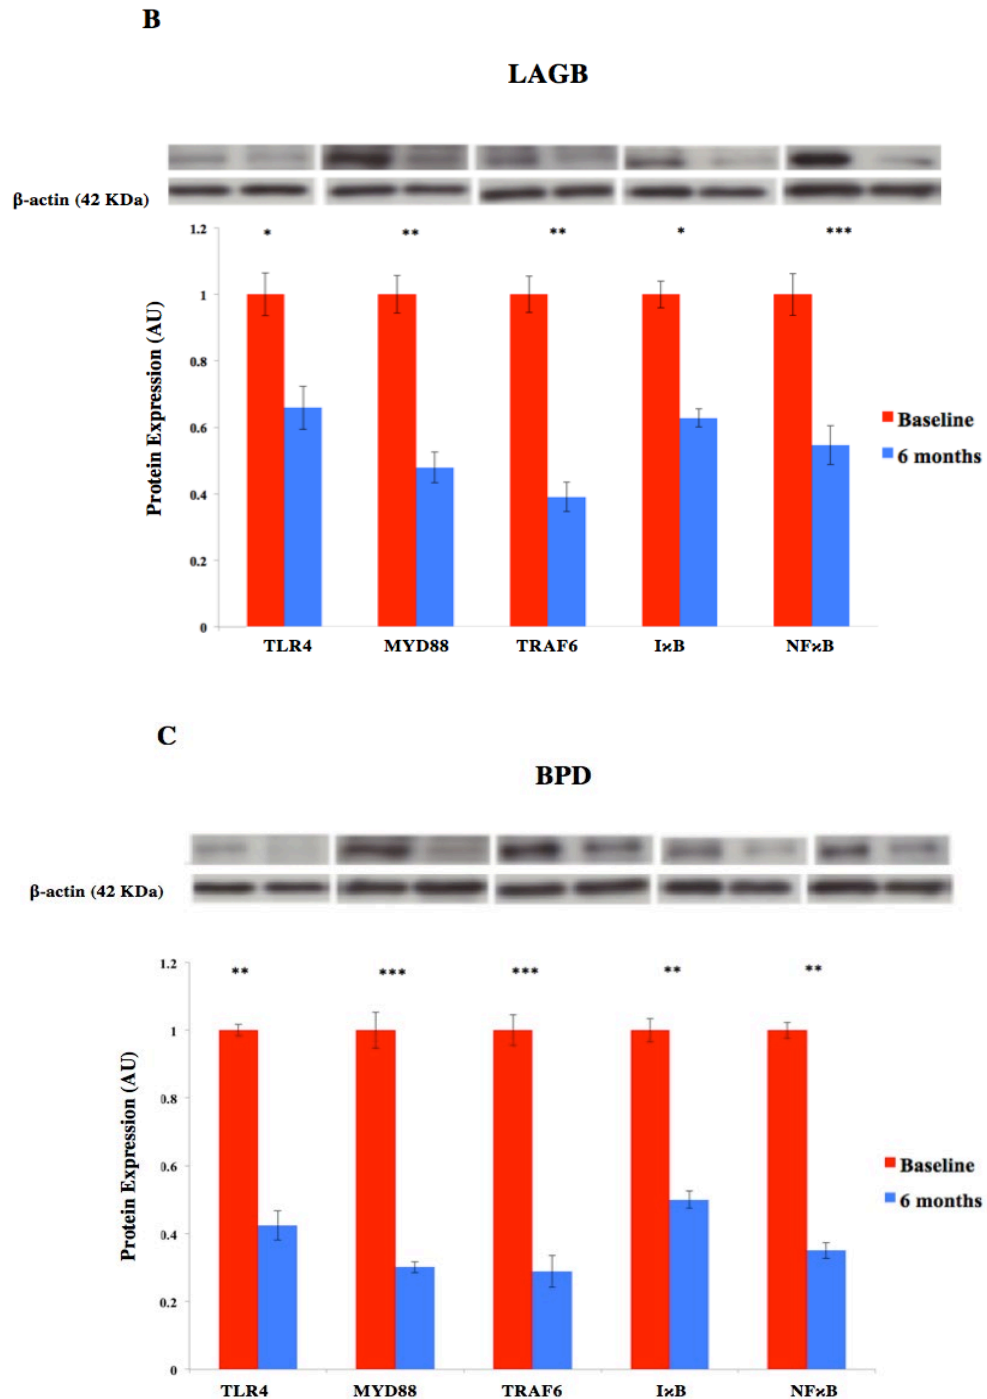 B
LAGB
β-actin (42 KDa)
* ** ** * ***
1.2
1
0.8
0.6
0.4
0.2
0
Protein Expression (AU)
Baseline
6 months
TLR4 MYD88 TRAF6 IϰB NFϰB
C
BPD
β-actin (42 KDa)
** *** *** ** **
1.2
1
0.8
0.6
0.4
0.2
0
Protein Expression (AU)
Baseline
6 months
TLR4 MYD88 TRAF6 IϰB NFϰB